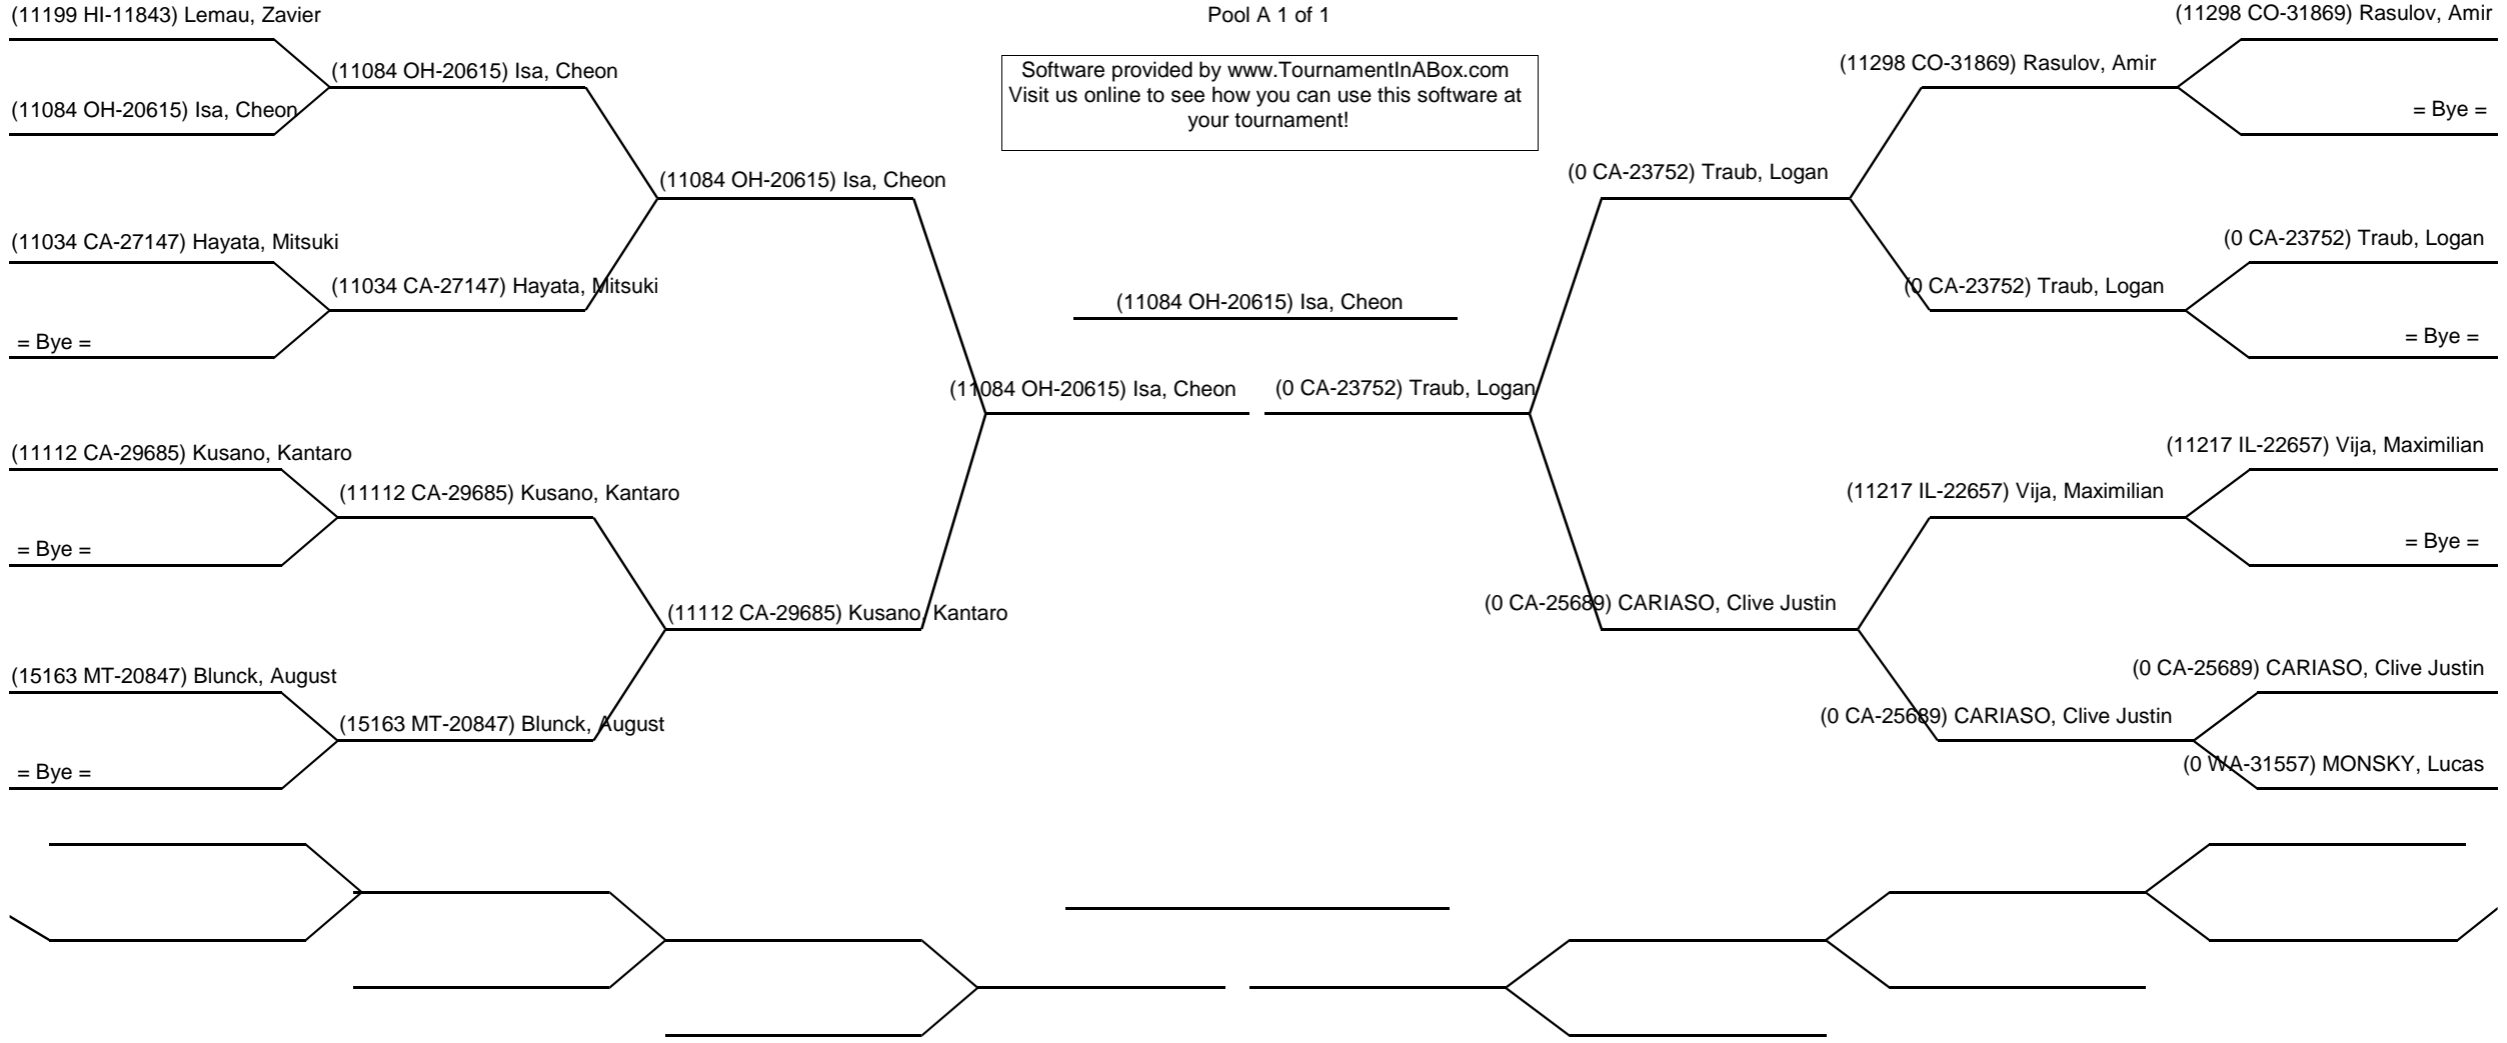 (11199 HI-11843) Lemau, Zavier
Pool A 1 of 1
(11298 CO-31869) Rasulov, Amir
(11084 OH-20615) Isa, Cheon
Software provided by www.TournamentInABox.com
Visit us online to see how you can use this software at
your tournament!
(11298 CO-31869) Rasulov, Amir
(11084 OH-20615) Isa, Cheon
= Bye =
(11084 OH-20615) Isa, Cheon
(0 CA-23752) Traub, Logan
(11034 CA-27147) Hayata, Mitsuki
(0 CA-23752) Traub, Logan
(11034 CA-27147) Hayata, Mitsuki
(11084 OH-20615) Isa, Cheon
(0 CA-23752) Traub, Logan
= Bye =
= Bye =
(11084 OH-20615) Isa, Cheon
(0 CA-23752) Traub, Logan
(11112 CA-29685) Kusano, Kantaro
(11217 IL-22657) Vija, Maximilian
(11112 CA-29685) Kusano, Kantaro
(11217 IL-22657) Vija, Maximilian
= Bye =
= Bye =
(11112 CA-29685) Kusano, Kantaro
(0 CA-25689) CARIASO, Clive Justin
(15163 MT-20847) Blunck, August
(0 CA-25689) CARIASO, Clive Justin
(15163 MT-20847) Blunck, August
(0 CA-25689) CARIASO, Clive Justin
= Bye =
(0 WA-31557) MONSKY, Lucas